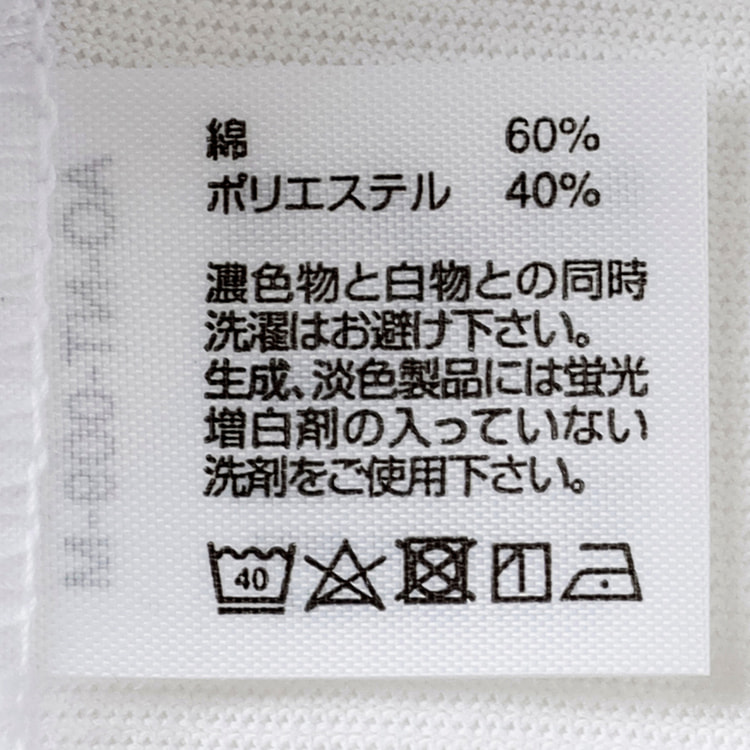 綿 60%
ポリエステル 40%
濃色物と白物との同時
洗濯はお避け下さい。
生成、淡色製品には蛍光
増白剤の入っていない
洗剤をご使用下さい。
40